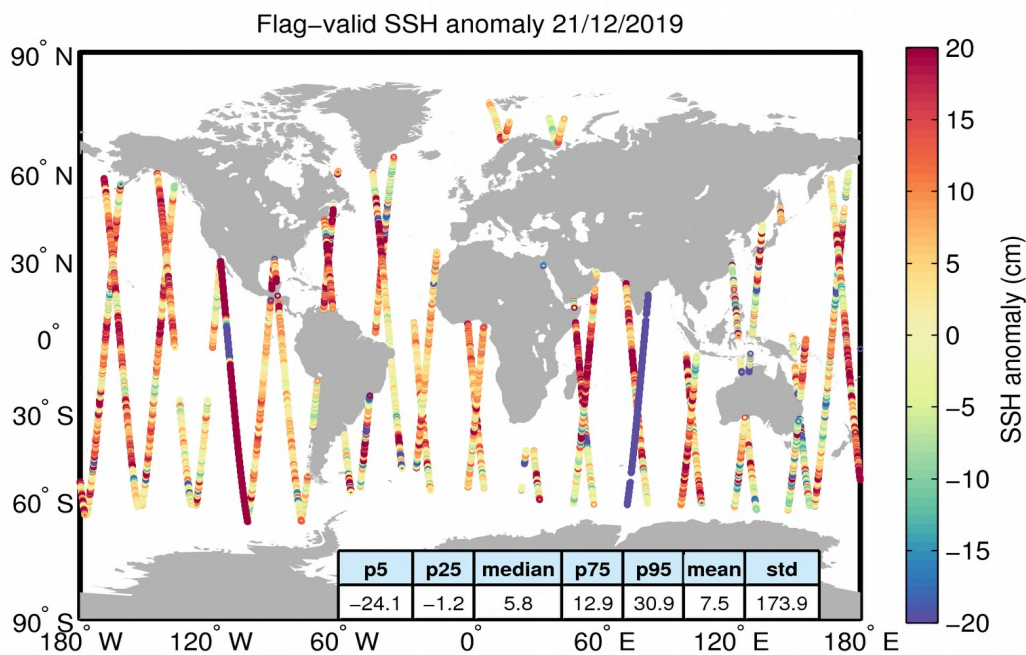 Flag−valid SSH anomaly 21/12/2019
90° N
60° N
30° N
0°
30° S
60° S
90° S
180° W 120° W 60° W 0° 60° E 120° E 180° E
p5 p25 median p75 p95 mean std
−24.1 −1.2 5.8 12.9 30.9 7.5 173.9
20
15
10
5
0
−5
−10
−15
−20
SSH anomaly (cm)